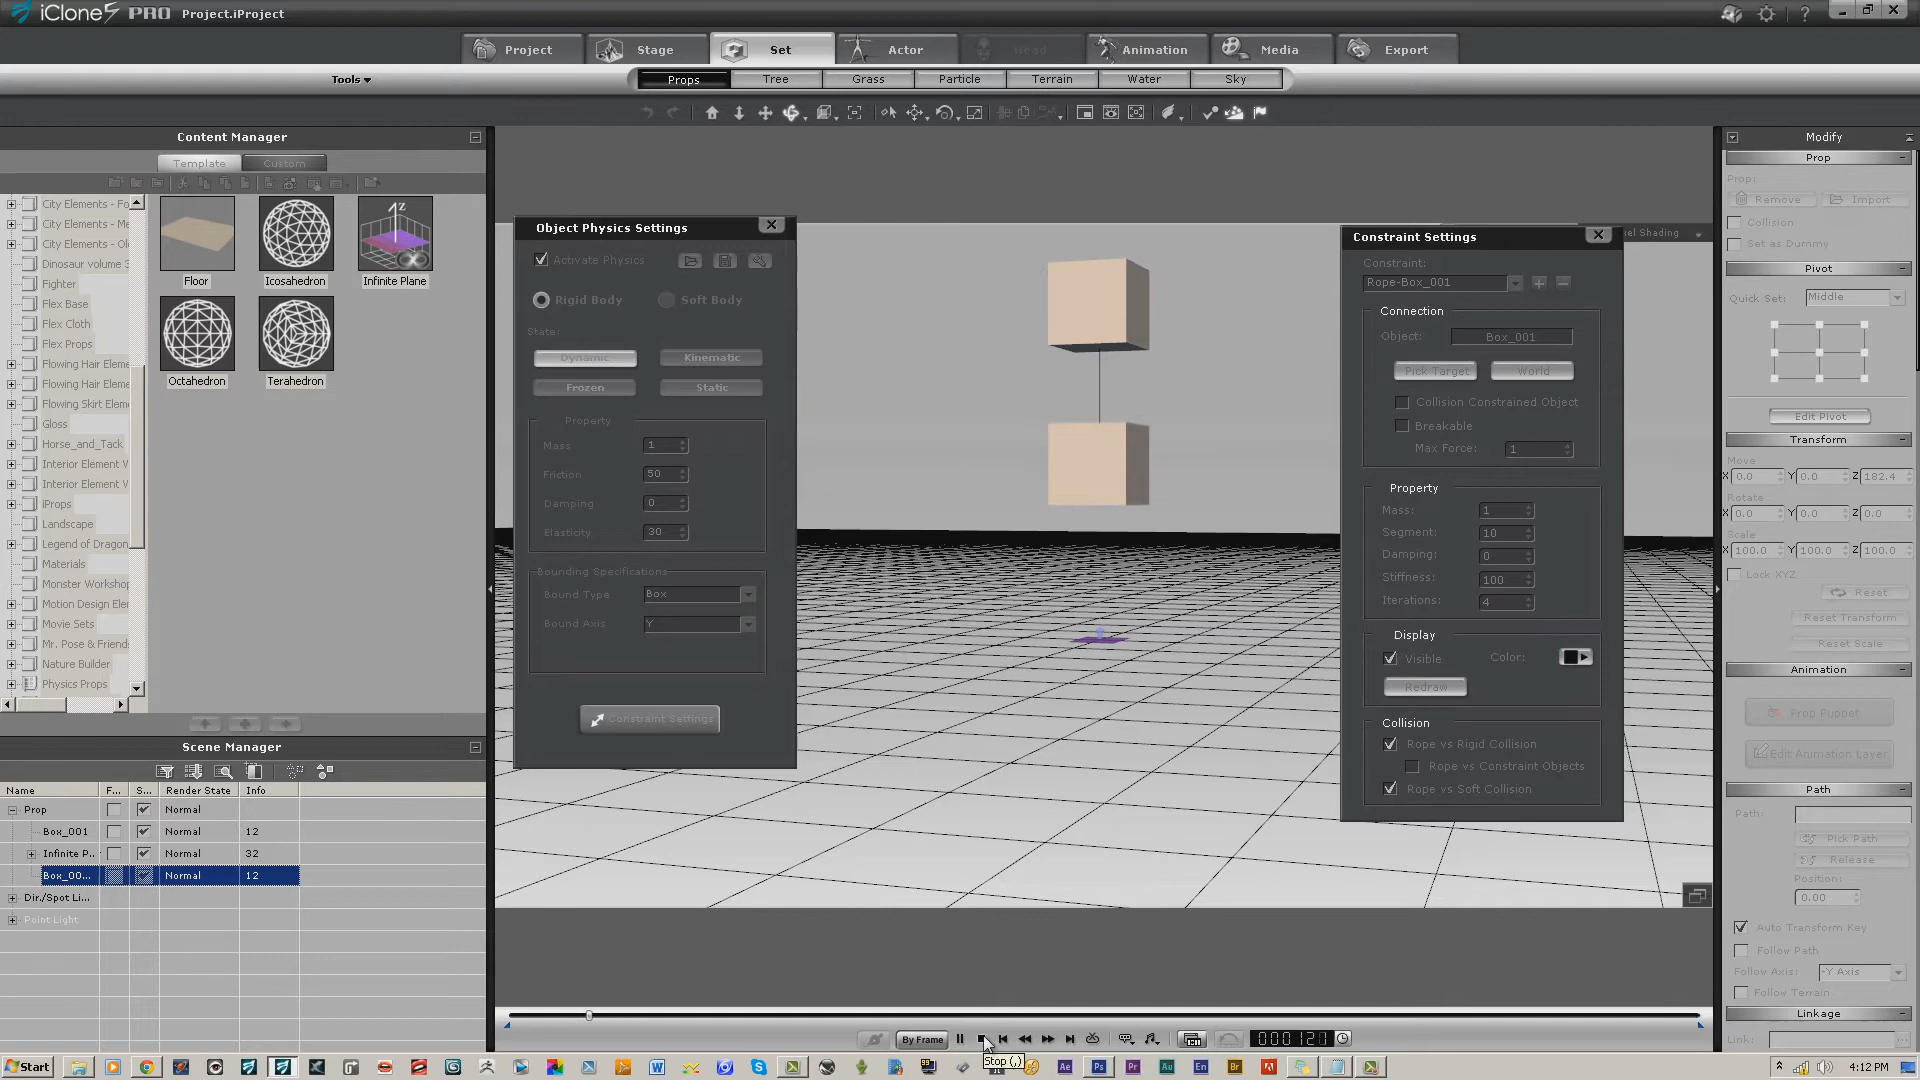 iClone5 PRO Project.iProject
Project Stage Set Actor Head Animation Media Export
Tools
Props Tree Grass Particle Terrain Water Sky
Content Manager
Template Custom
City Elements - Fo
City Elements - Me
City Elements - Ol
Dinosaur volume 3
Fighter
Flex Base
Flex Cloth
Flex Props
Flowing Hair Eleme
Flowing Hair Eleme
Flowing Skirt Elem
Gloss
Horse_and_Tack
Interior Element V
Interior Element V
iProps
Landscape
Legend of Dragon
Materials
Monster Workshop
Motion Design Ele
Movie Sets
Mr. Pose & Friend
Nature Builder
Physics Props
Floor Icosahedron Infinite Plane
Z
Octahedron Terahedron
Scene Manager
Name F... S... Render State Info
Prop Normal
Box_001 Normal 12
Infinite P.. Normal 32
Box_00... Normal 12
Dir./Spot Li...
Point Light
Object Physics Settings
Activate Physics
Rigid Body Soft Body
State:
Dynamic Kinematic
Frozen Static
Property
Mass 1
Friction 50
Damping 0
Elasticity 30
Bounding Specifications
Bound Type Box
Bound Axis Y
Constraint Settings
Constraint Settings
el Shading
Constraint:
Rope-Box_001
Connection
Object: Box_001
Pick Target World
Collision Constrained Object
Breakable
Max Force: 1
Property
Mass: 1
Segment: 10
Damping: 0
Stiffness: 100
Iterations: 4
Display
Visible Color:
Redraw
Collision
Rope vs Rigid Collision
Rope vs Constraint Objects
Rope vs Soft Collision
Modify
Prop
Prop:
Remove Import
Collision
Set as Dummy
Pivot
Quick Set: Middle
Edit Pivot
Transform
Move
X 0.0 Y 0.0 Z 182.4
Rotate
X 0.0 Y 0.0 Z 0.0
Scale
X 100.0 Y 100.0 Z 100.0
Lock XYZ
Reset
Reset Transform
Reset Scale
Animation
Prop Puppet
Edit Animation Layer
Path
Path:
Pick Path
Release
Position:
0.00
Auto Transform Key
Follow Path
Follow Axis: -Y Axis
Follow Terrain
Linkage
Link:
By Frame 000121
Stop (,)
Start
W S Ae Ps Pr Au En Br
4:12 PM